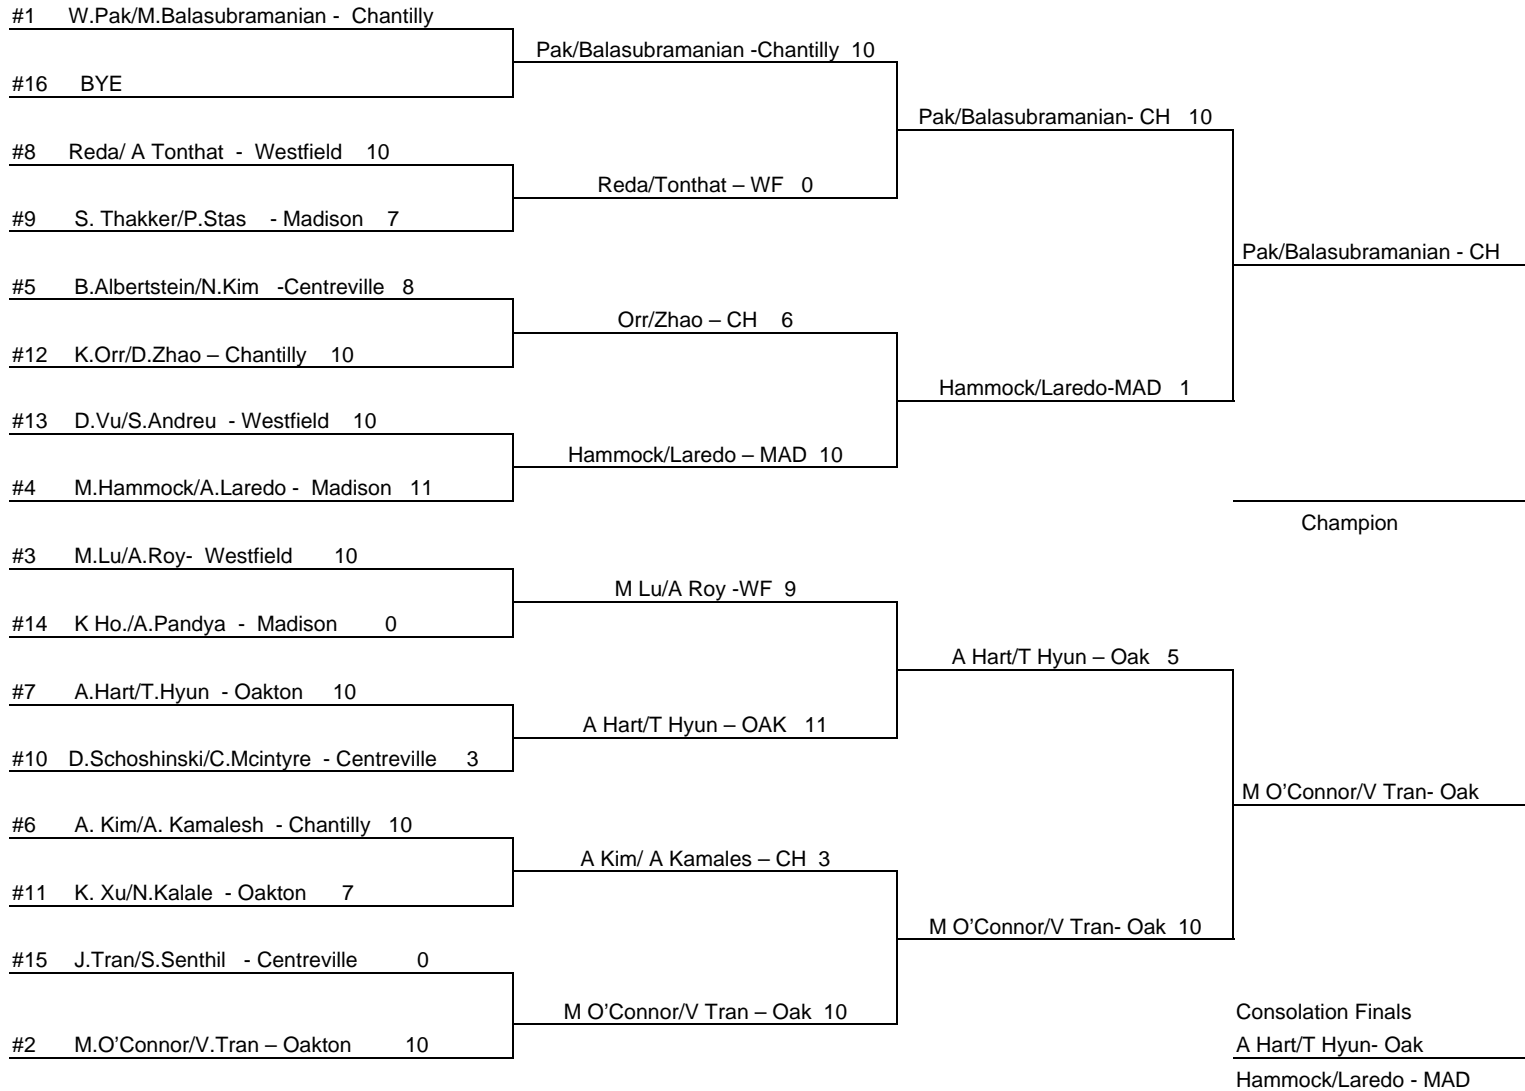 #1 W.Pak/M.Balasubramanian - Chantilly
Pak/Balasubramanian -Chantilly 10
#16 BYE
Pak/Balasubramanian- CH 10
#8 Reda/ A Tonthat - Westfield 10
Reda/Tonthat – WF 0
#9 S. Thakker/P.Stas - Madison 7
Pak/Balasubramanian - CH
#5 B.Albertstein/N.Kim -Centreville 8
Orr/Zhao – CH 6
#12 K.Orr/D.Zhao – Chantilly 10
Hammock/Laredo-MAD 1
#13 D.Vu/S.Andreu - Westfield 10
Hammock/Laredo – MAD 10
#4 M.Hammock/A.Laredo - Madison 11
Champion
#3 M.Lu/A.Roy- Westfield 10
M Lu/A Roy -WF 9
#14 K Ho./A.Pandya - Madison 0
A Hart/T Hyun – Oak 5
#7 A.Hart/T.Hyun - Oakton 10
A Hart/T Hyun – OAK 11
#10 D.Schoshinski/C.Mcintyre - Centreville 3
M O’Connor/V Tran- Oak
#6 A. Kim/A. Kamalesh - Chantilly 10
A Kim/ A Kamales – CH 3
#11 K. Xu/N.Kalale - Oakton 7
M O’Connor/V Tran- Oak 10
#15 J.Tran/S.Senthil - Centreville 0
M O’Connor/V Tran – Oak 10
Consolation Finals
#2 M.O’Connor/V.Tran – Oakton 10
A Hart/T Hyun- Oak
Hammock/Laredo - MAD